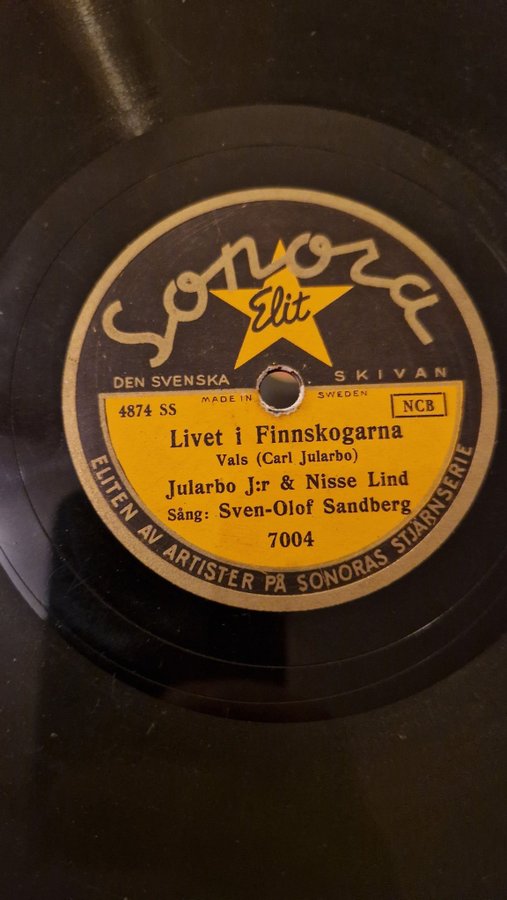 Sonora
Elit
DEN SVENSKA SKIVAN
MADE IN SWEDEN
4874 SS
NCB
Livet i Finnskogarna
Vals (Carl Jularbo)
Jularbo J:r & Nisse Lind
Sång: Sven-Olof Sandberg
7004
ELITEN AV ARTISTER PÅ SONORAS STJÄRNSERIE